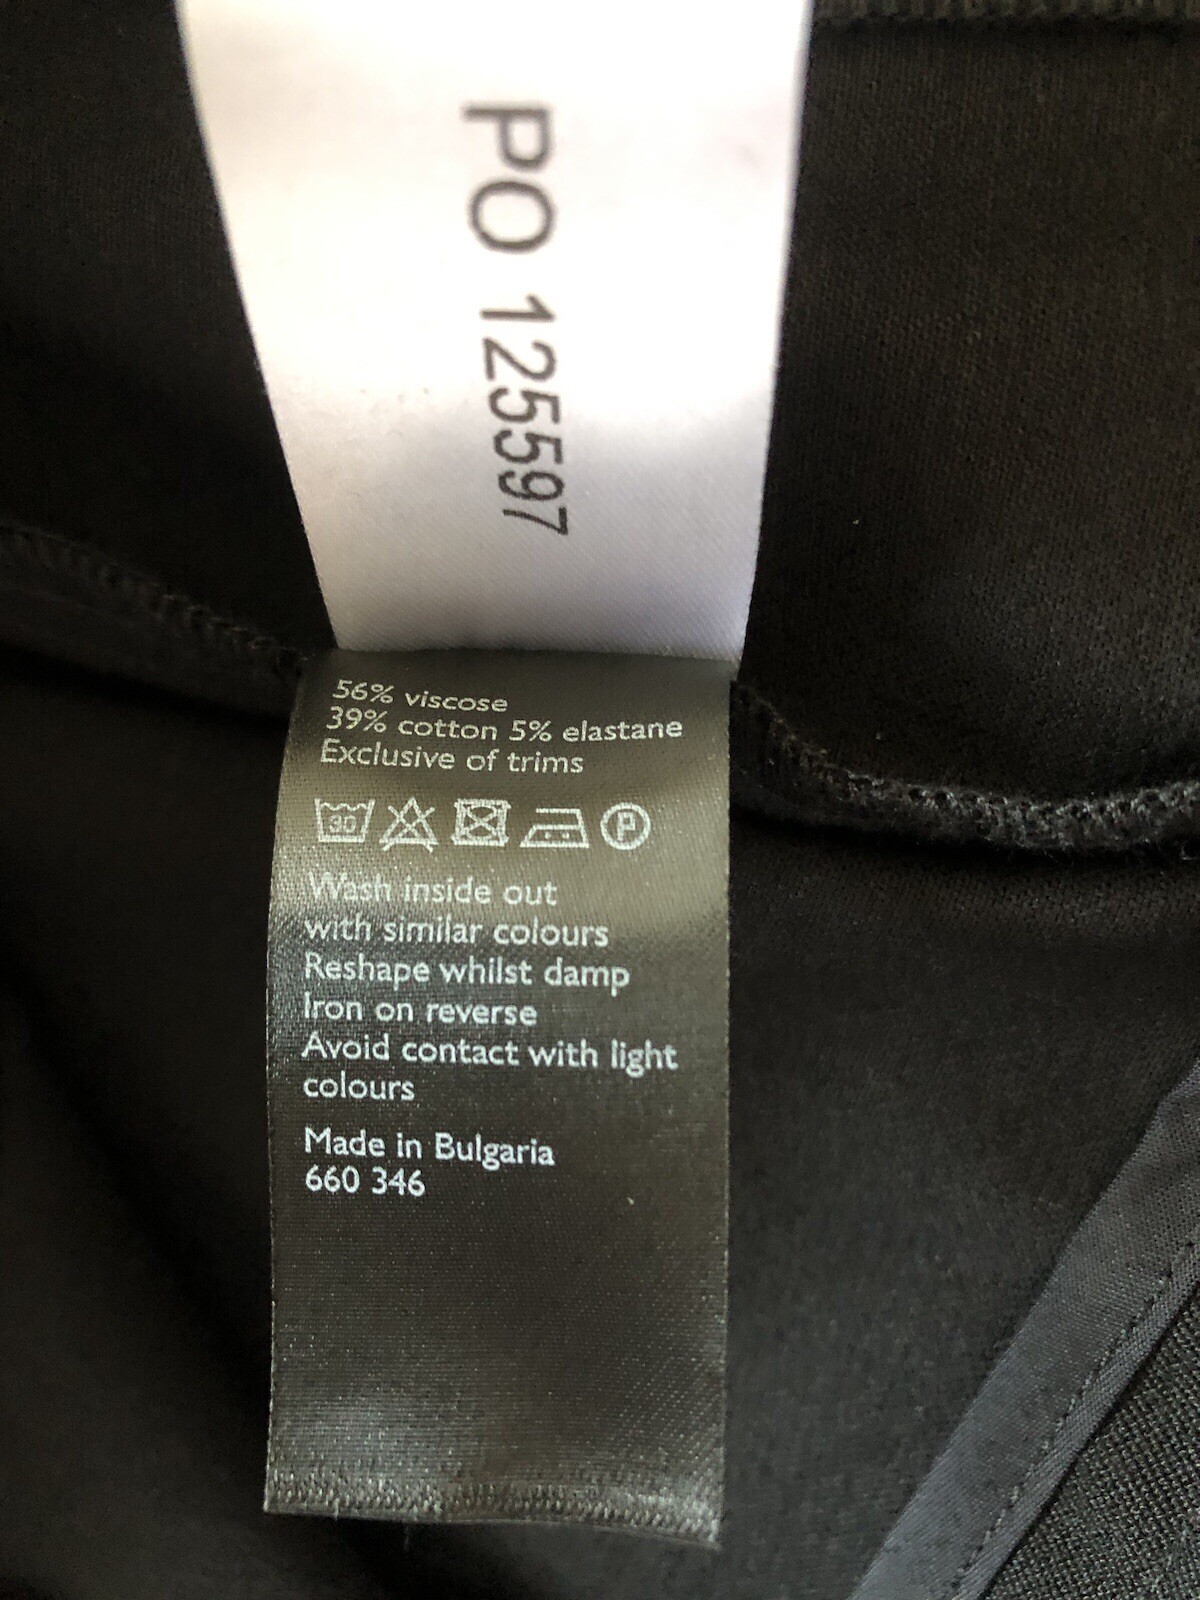 PO 125597
56% viscose
39% cotton 5% elastane
Exclusive of trims
30 P
Wash inside out
with similar colours
Reshape whilst damp
Iron on reverse
Avoid contact with light
colours
Made in Bulgaria
660 346